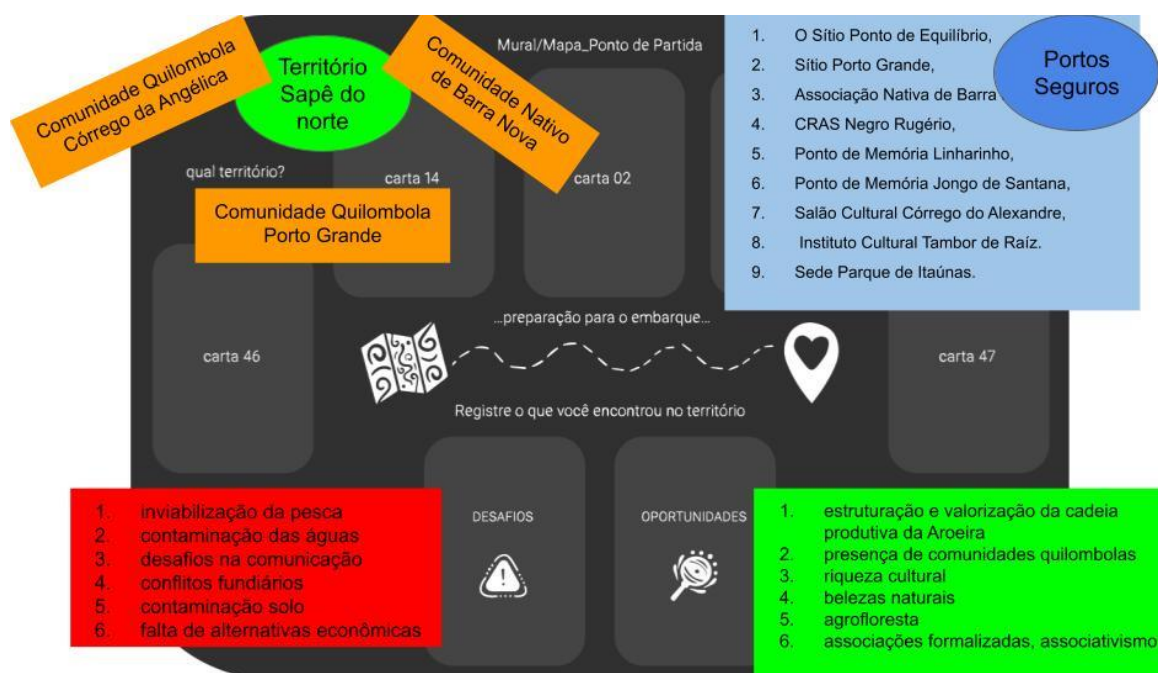 Comunidade Quilombola
Córrego da Angélica
Território
Sapê do
norte
Comunidade Nativo
de Barra Nova
Mural/Mapa_Ponto de Partida
qual território?
carta 14
carta 02
Comunidade Quilombola
Porto Grande
1. O Sítio Ponto de Equilíbrio,
2. Sítio Porto Grande,
3. Associação Nativa de Barra
4. CRAS Negro Rugério,
5. Ponto de Memória Linharinho,
6. Ponto de Memória Jongo de Santana,
7. Salão Cultural Córrego do Alexandre,
8. Instituto Cultural Tambor de Raíz.
9. Sede Parque de Itaúnas.
Portos
Seguros
...preparação para o embarque...
carta 46
carta 47
Registre o que você encontrou no território
DESAFIOS
OPORTUNIDADES
1. inviabilização da pesca
2. contaminação das águas
3. desafios na comunicação
4. conflitos fundiários
5. contaminação solo
6. falta de alternativas econômicas
1. estruturação e valorização da cadeia
produtiva da Aroeira
2. presença de comunidades quilombolas
3. riqueza cultural
4. belezas naturais
5. agrofloresta
6. associações formalizadas, associativismo